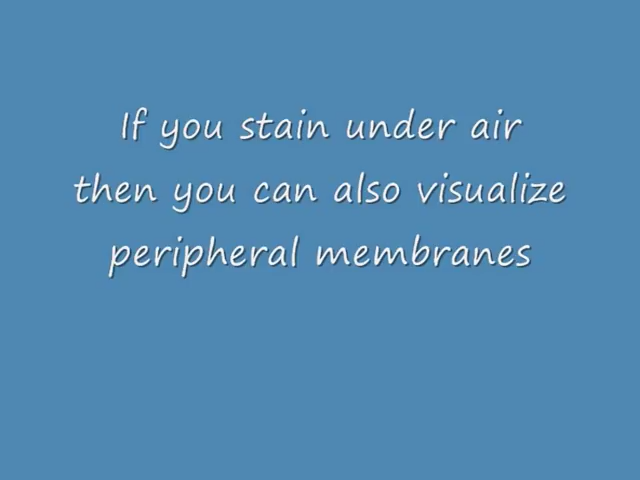 If you stain under air
then you can also visualize
peripheral membranes